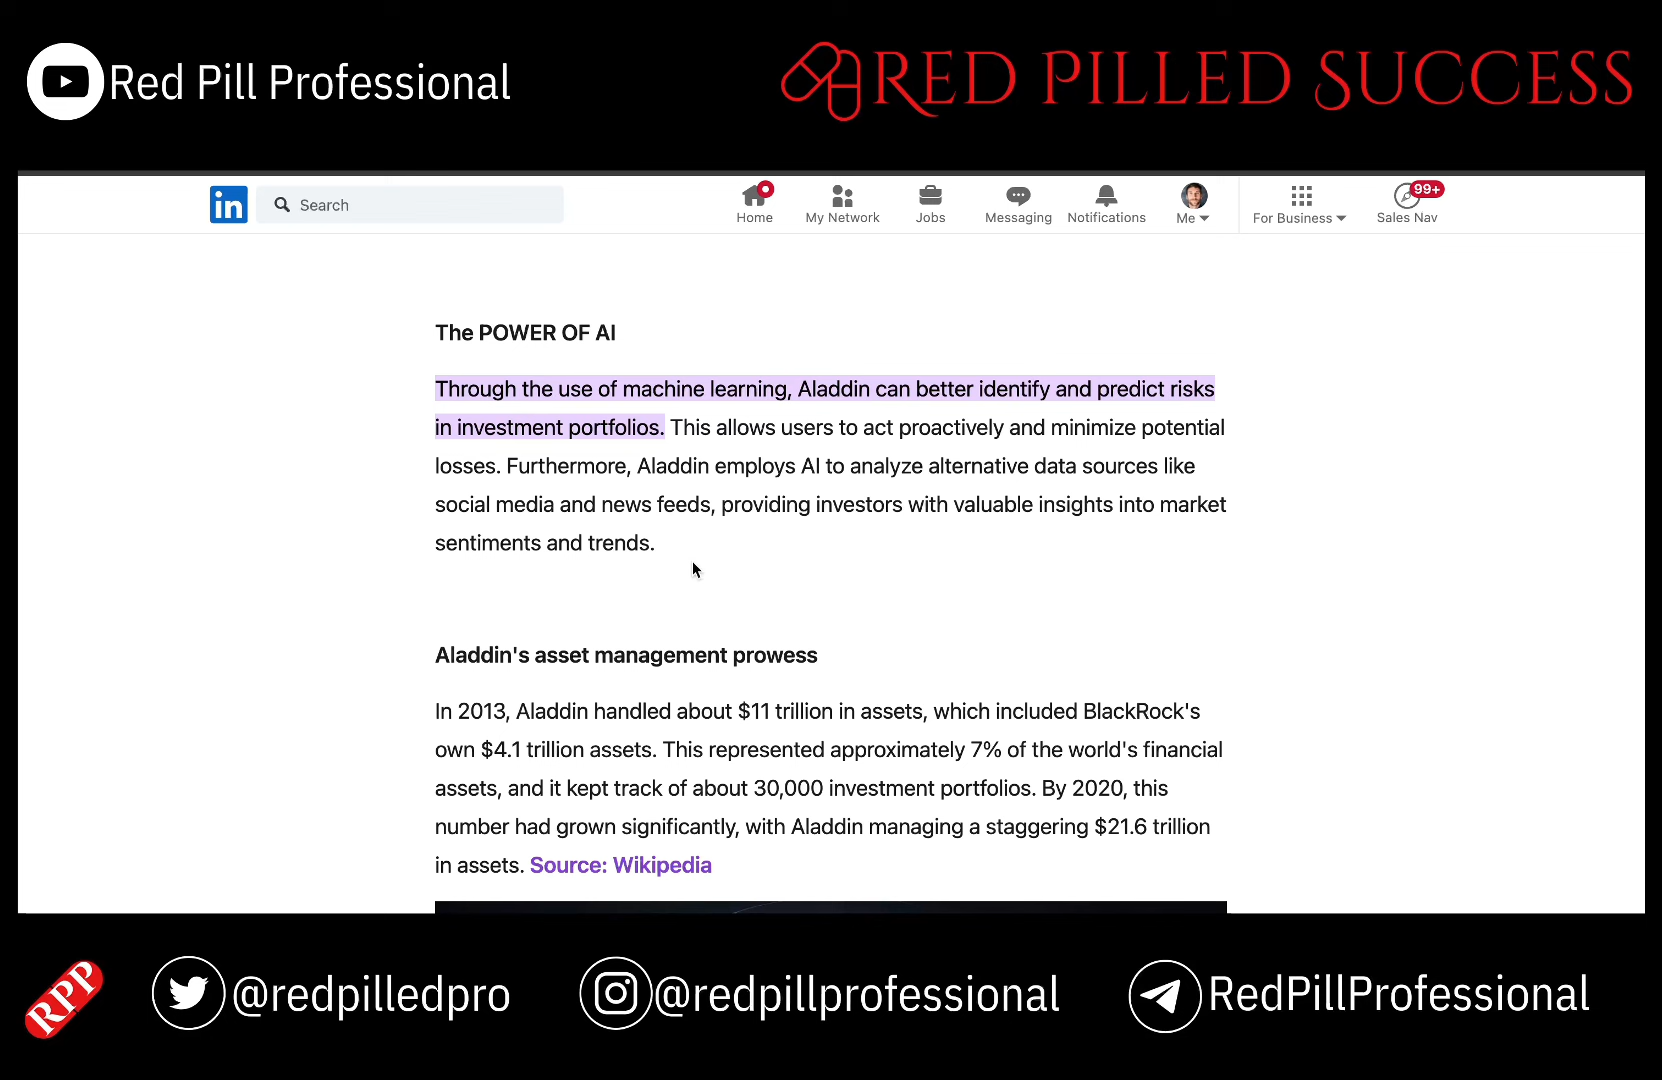 Red Pill Professional
RED PILLED SUCCESS
in
Search
Home
My Network
Jobs
Messaging
Notifications
Me
For Business
99+
Sales Nav
The POWER OF AI
Through the use of machine learning, Aladdin can better identify and predict risks
in investment portfolios. This allows users to act proactively and minimize potential
losses. Furthermore, Aladdin employs AI to analyze alternative data sources like
social media and news feeds, providing investors with valuable insights into market
sentiments and trends.
Aladdin's asset management prowess
In 2013, Aladdin handled about $11 trillion in assets, which included BlackRock's
own $4.1 trillion assets. This represented approximately 7% of the world's financial
assets, and it kept track of about 30,000 investment portfolios. By 2020, this
number had grown significantly, with Aladdin managing a staggering $21.6 trillion
in assets. Source: Wikipedia
RPP
@redpilledpro
@redpillprofessional
RedPillProfessional